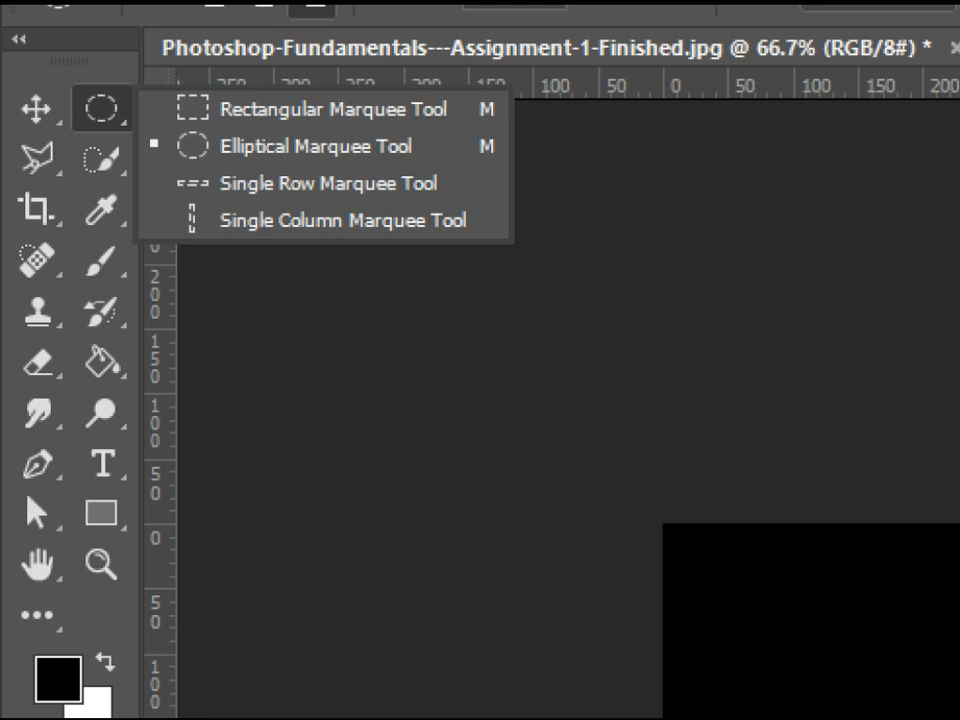 Photoshop-Fundamentals---Assignment-1-Finished.jpg @ 66.7% (RGB/8#) * ×
250 200 250 200 150 100 50 0 50 100 150 200
Rectangular Marquee Tool M
Elliptical Marquee Tool M
Single Row Marquee Tool
Single Column Marquee Tool
0
200
150
100
50
0
50
100
T